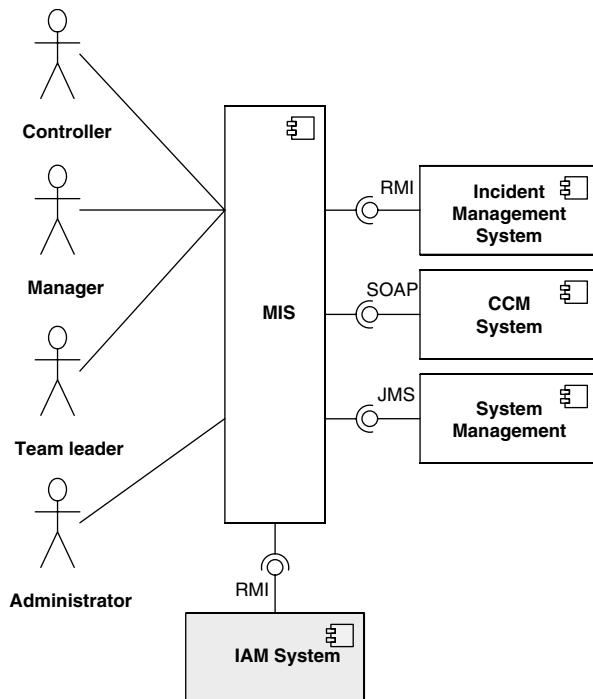 Controller
RMI
Incident
Management
System
Manager
SOAP
CCM
System
MIS
JMS
System
Management
Team leader
Administrator
RMI
IAM System